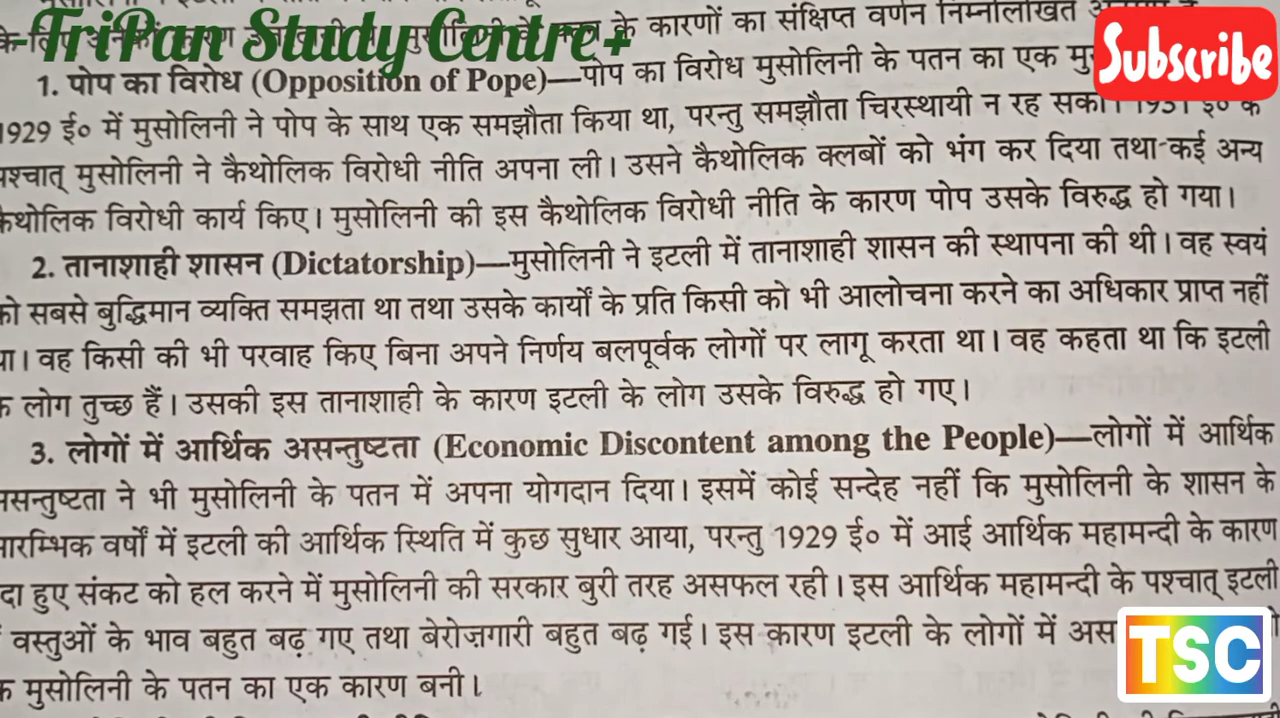 -TriPan Study Centre+
के कारणों का संक्षिप्त वर्णन निम्नलिखित
Subscribe
1. पोप का विरोध (Opposition of Pope)—पोप का विरोध मुसोलिनी के पतन का एक
1929 ई० में मुसोलिनी ने पोप के साथ एक समझौता किया था, परन्तु समझौता चिरस्थायी न रह सका। 1931 ई० के
मुसोलिनी ने कैथोलिक विरोधी नीति अपना ली। उसने कैथोलिक क्लबों को भंग कर दिया तथा कई अन्य
कैथोलिक विरोधी कार्य किए। मुसोलिनी की इस कैथोलिक विरोधी नीति के कारण पोप उसके विरुद्ध हो गया।
2. तानाशाही शासन (Dictatorship)—मुसोलिनी ने इटली में तानाशाही शासन की स्थापना की थी। वह स्वयं
को सबसे बुद्धिमान व्यक्ति समझता था तथा उसके कार्यों के प्रति किसी को भी आलोचना करने का अधिकार प्राप्त नहीं
था। वह किसी की भी परवाह किए बिना अपने निर्णय बलपूर्वक लोगों पर लागू करता था। वह कहता था कि इटली
के लोग तुच्छ हैं। उसकी इस तानाशाही के कारण इटली के लोग उसके विरुद्ध हो गए।
3. लोगों में आर्थिक असन्तुष्टता (Economic Discontent among the People)—लोगों में आर्थिक
असन्तुष्टता ने भी मुसोलिनी के पतन में अपना योगदान दिया। इसमें कोई सन्देह नहीं कि मुसोलिनी के शासन के
प्रारम्भिक वर्षों में इटली की आर्थिक स्थिति में कुछ सुधार आया, परन्तु 1929 ई० में आई आर्थिक महामन्दी के कारण
पैदा हुए संकट को हल करने में मुसोलिनी की सरकार बुरी तरह असफल रही। इस आर्थिक महामन्दी के पश्चात् इटली
वस्तुओं के भाव बहुत बढ़ गए तथा बेरोज़गारी बहुत बढ़ गई। इस कारण इटली के लोगों में
मुसोलिनी के पतन का एक कारण बनी।
TSC